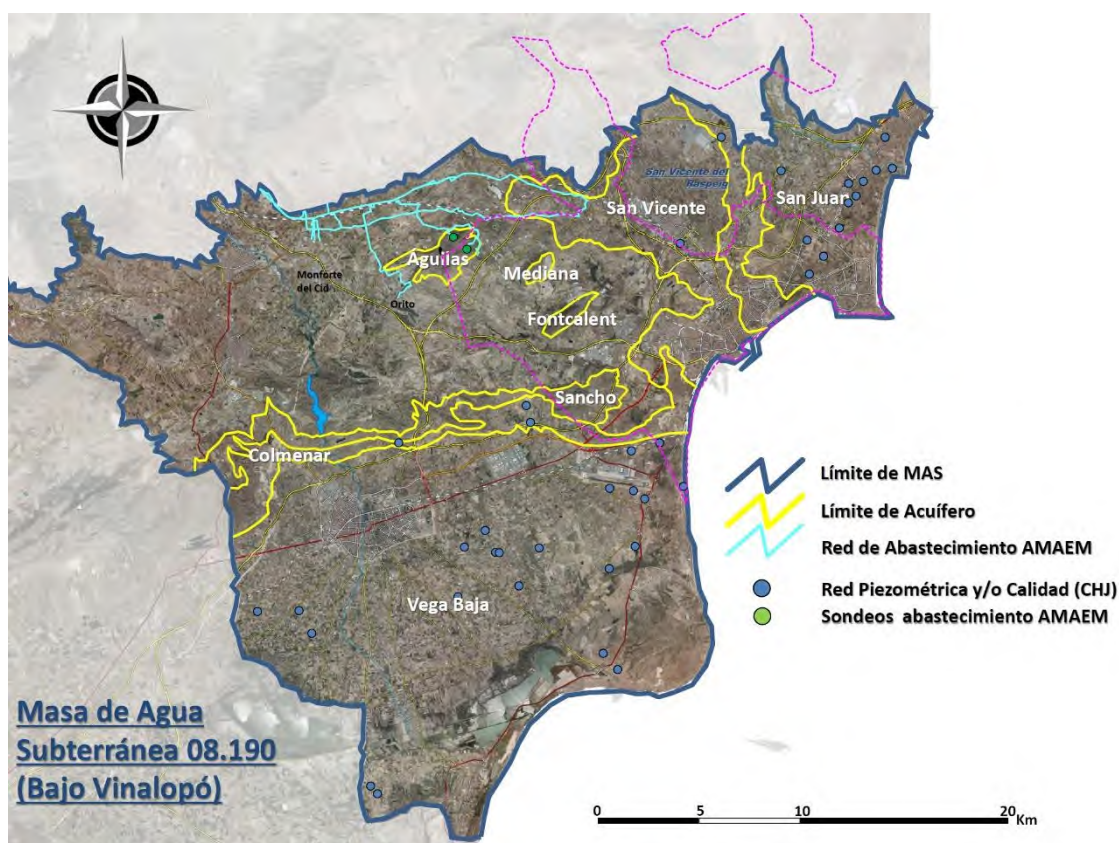 San Vicente del
Raspeig
San Vicente
San Juan
Aguilas
Mediana
Monforte
del Cid
Orito
Fontcalent
Sancho
Colmenar
Vega Baja
Límite de MAS
Límite de Acuífero
Red de Abastecimiento AMAEM
Red Piezométrica y/o Calidad (CHJ)
Sondeos abastecimiento AMAEM
Masa de Agua
Subterránea 08.190
(Bajo Vinalopó)
0 5 10 20
Km